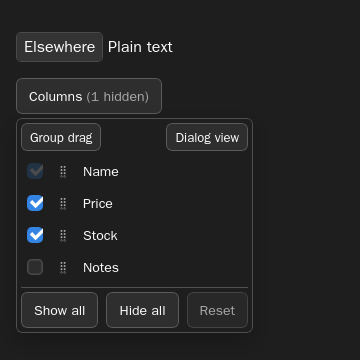 Elsewhere Plain text
Columns (1 hidden)
Group drag Dialog view
Name
Price
Stock
Notes
Show all Hide all Reset